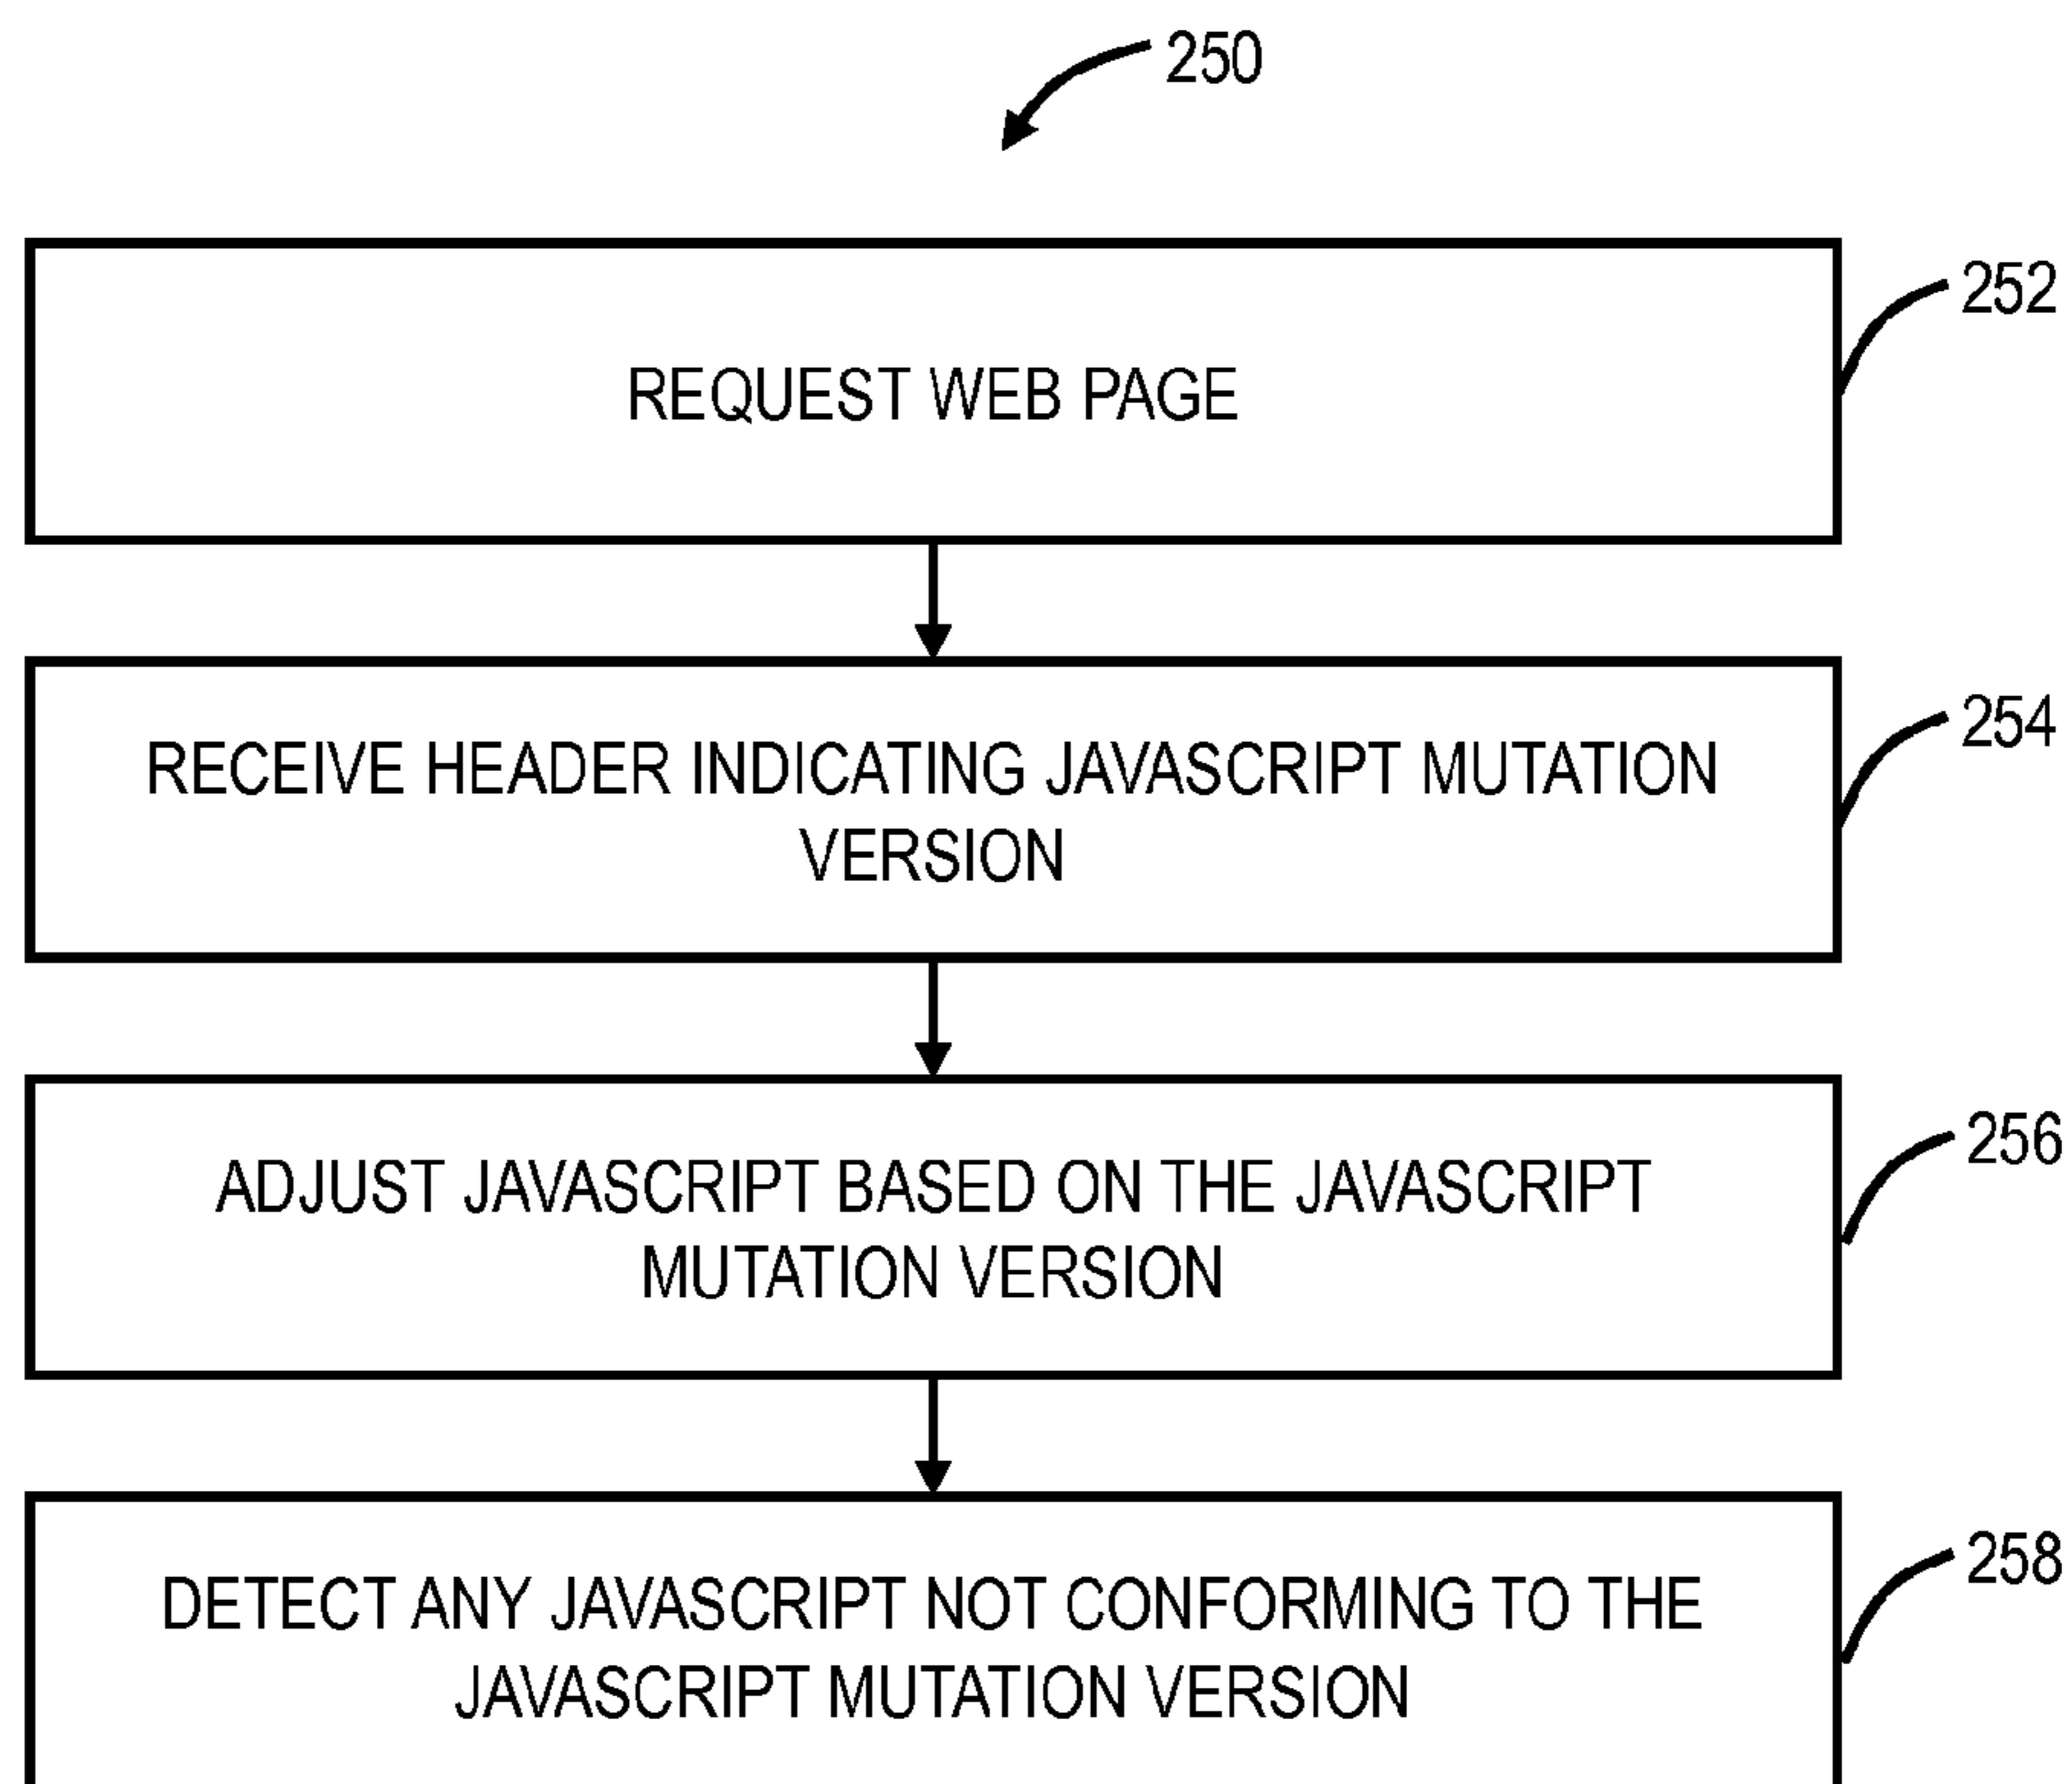 250
252
REQUEST WEB PAGE
254
RECEIVE HEADER INDICATING JAVASCRIPT MUTATION
VERSION
256
ADJUST JAVASCRIPT BASED ON THE JAVASCRIPT
MUTATION VERSION
258
DETECT ANY JAVASCRIPT NOT CONFORMING TO THE
JAVASCRIPT MUTATION VERSION